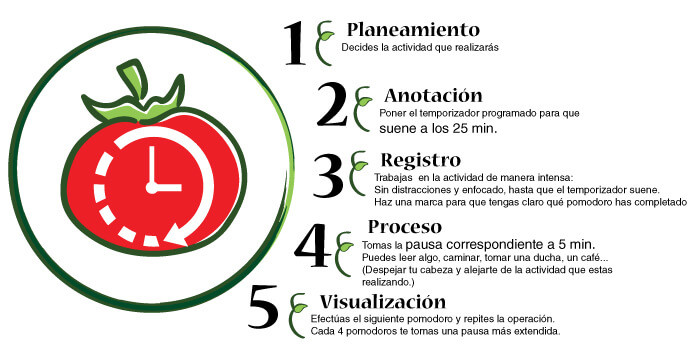 1 Planeamiento
Decides la actividad que realizarás
2 Anotación
Poner el temporizador programado para que
suene a los 25 min.
3 Registro
Trabajas en la actividad de manera intensa:
Sin distracciones y enfocado, hasta que el temporizador suene.
Haz una marca para que tengas claro qué pomodoro has completado
4 Proceso
Tomas la pausa correspondiente a 5 min.
Puedes leer algo, caminar, tomar una ducha, un café...
(Despejar tu cabeza y alejarte de la actividad que estas
realizando.)
5 Visualización
Efectúas el siguiente pomodoro y repites la operación.
Cada 4 pomodoros te tomas una pausa más extendida.